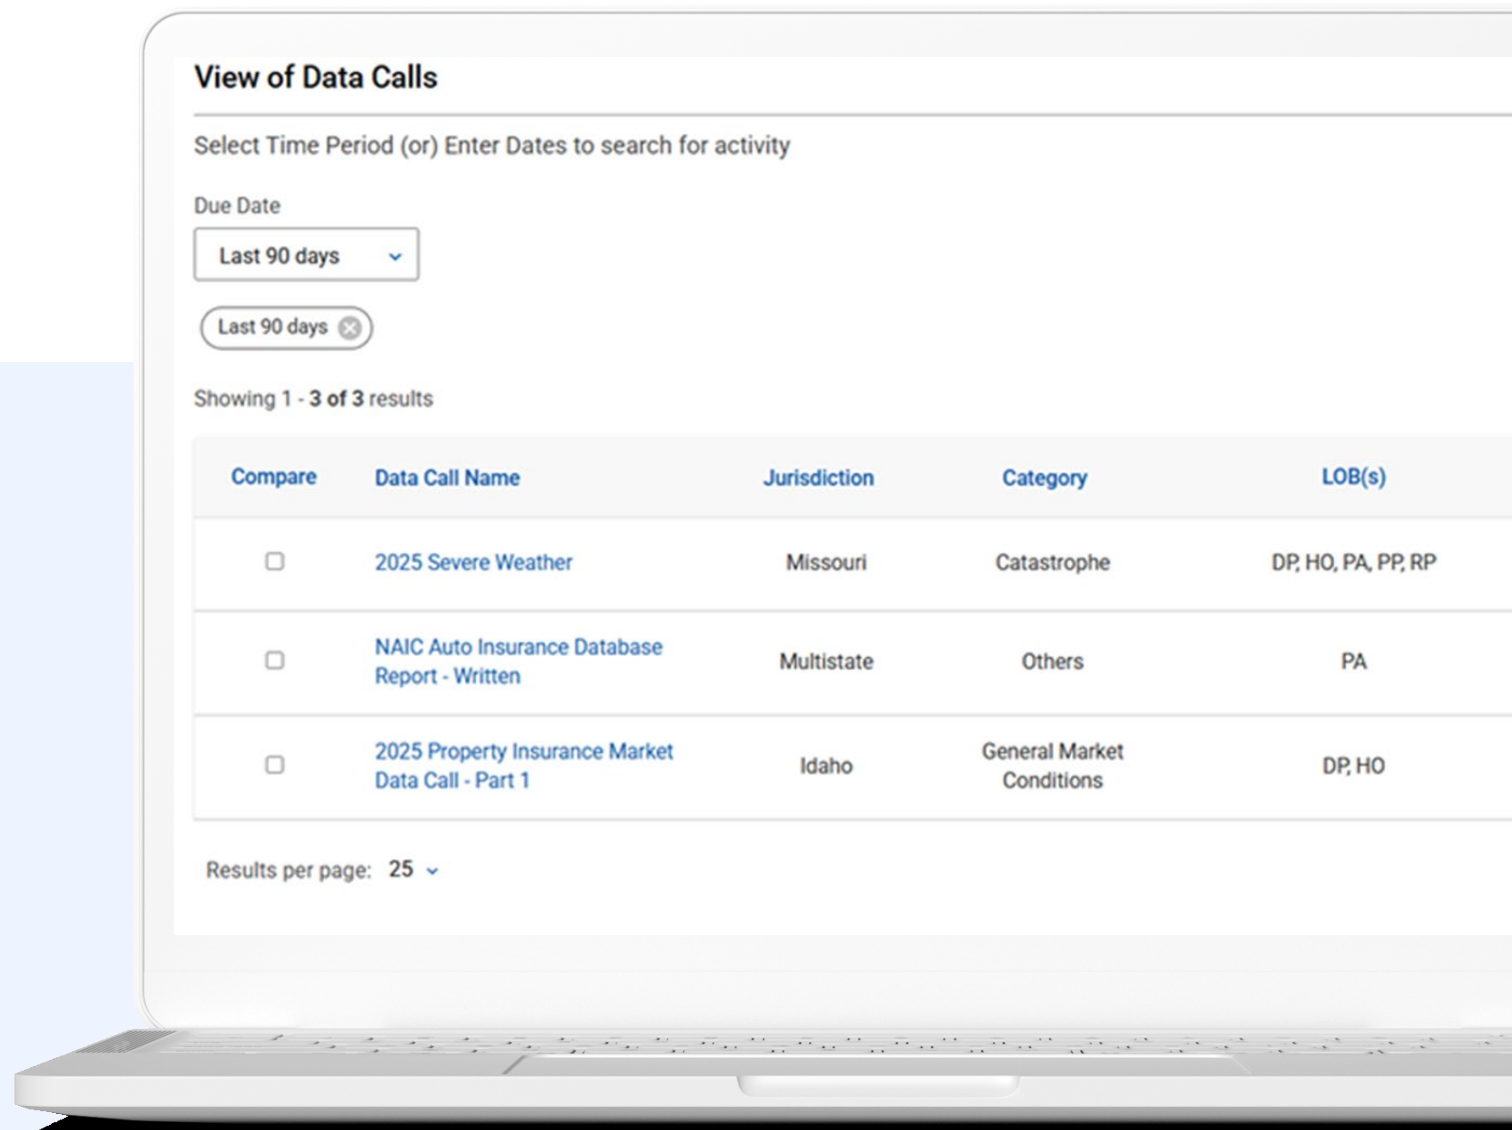 View of Data Calls
Select Time Period (or) Enter Dates to search for activity
Due Date
Last 90 days
Last 90 days
Showing 1 - 3 of 3 results
Compare Data Call Name Jurisdiction Category LOB(s)
2025 Severe Weather Missouri Catastrophe DP, HO, PA, PP, RP
NAIC Auto Insurance Database
Report - Written Multistate Others PA
2025 Property Insurance Market
Data Call - Part 1 Idaho General Market
Conditions DP, HO
Results per page: 25